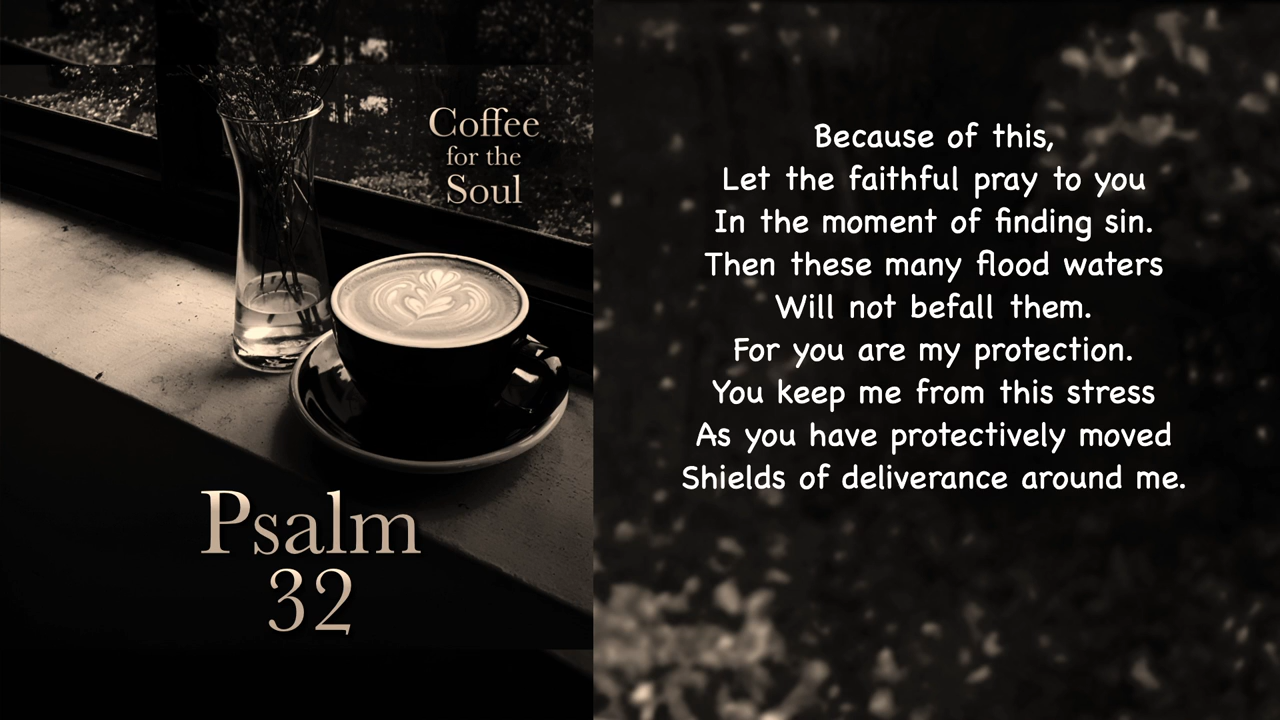 Coffee
for the
Soul
Psalm
32
Because of this,
Let the faithful pray to you
In the moment of finding sin.
Then these many flood waters
Will not befall them.
For you are my protection.
You keep me from this stress
As you have protectively moved
Shields of deliverance around me.